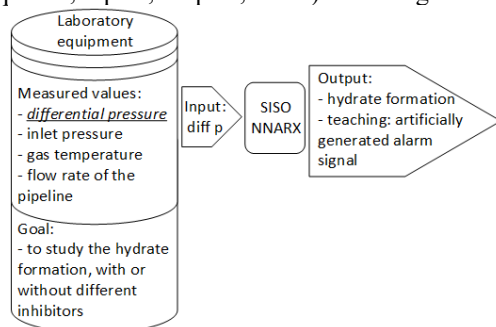 Laboratory
equipment
Measured values:
- differential pressure
- inlet pressure
- gas temperature
- flow rate of the
pipeline
Goal:
- to study the hydrate
formation, with or
without different
inhibitors
Input:
diff p
SISO
NNARX
Output:
- hydrate formation
- teaching: artificially
generated alarm
signal